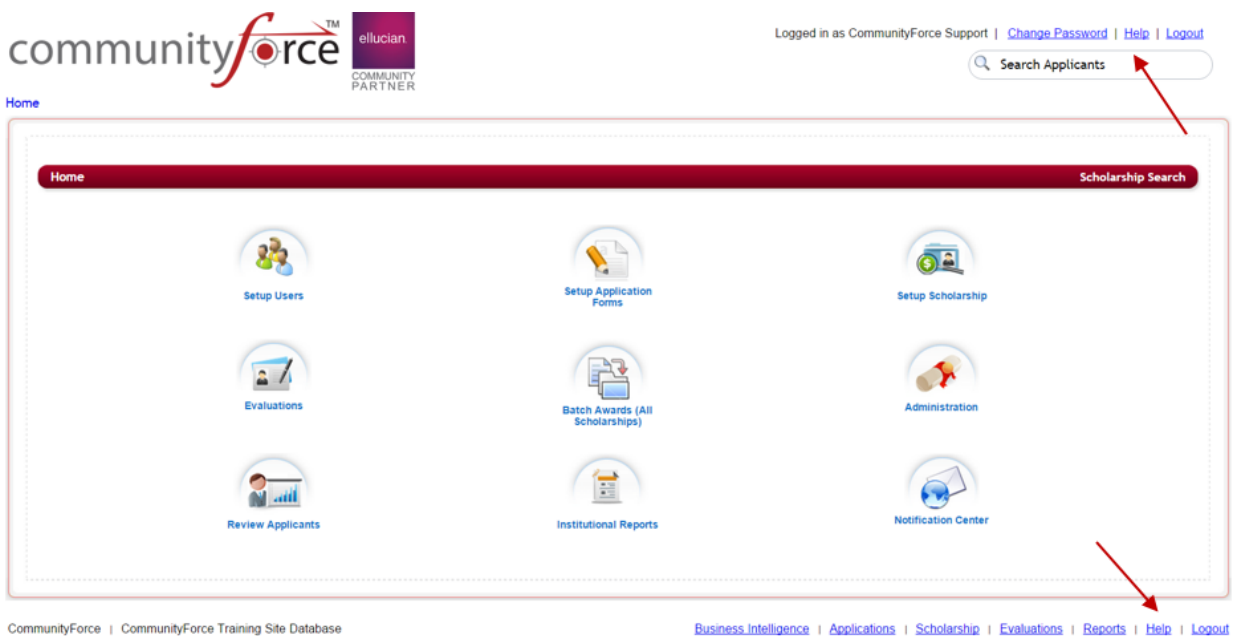 communityforce™
ellucian
COMMUNITY
PARTNER
Logged in as CommunityForce Support | Change Password | Help | Logout
Search Applicants
Home
Home
Scholarship Search
Setup Users
Setup Application
Forms
Setup Scholarship
Evaluations
Batch Awards (All
Scholarships)
Administration
Review Applicants
Institutional Reports
Notification Center
CommunityForce | CommunityForce Training Site Database
Business Intelligence | Applications | Scholarship | Evaluations | Reports | Help | Logout